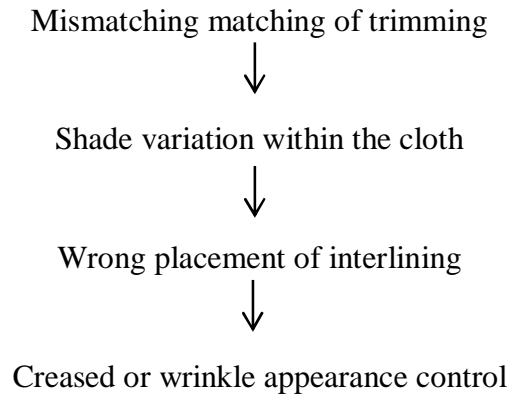 Mismatching matching of trimming
Shade variation within the cloth
Wrong placement of interlining
Creased or wrinkle appearance control